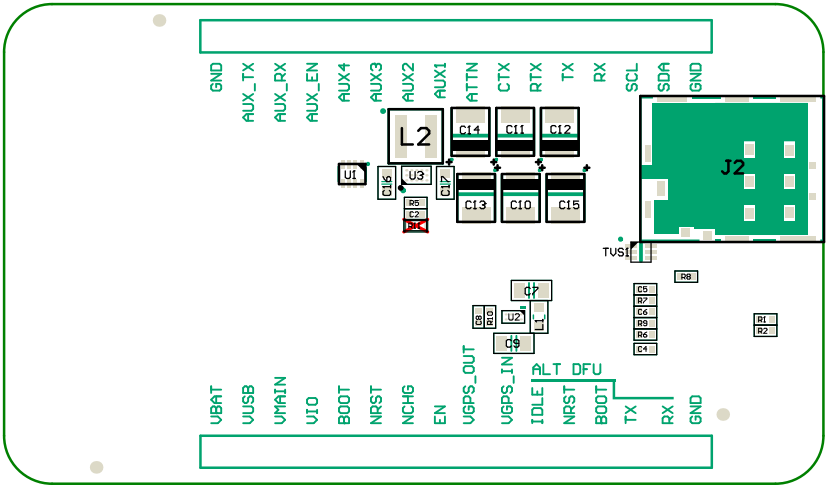 GND AUX_TX AUX_RX AUX_EN AUX4 AUX3 AUX2 AUX1 ATTN CTX RTX TX RX SCL SDA GND
L2 C14 C11 C12
J2
U1 C16 U3 C17
R5 C13 C10 C15
C2
TVS1
R8
C7 C5
R7
C8 R10 U2 L1 C6 R1
R9 R2
C9 R6
C4
ALT DFU
VBAT VUSB VMAIN VIO BOOT NRST NCHG EN VGPS_OUT VGPS_IN IDLE NRST BOOT TX RX GND